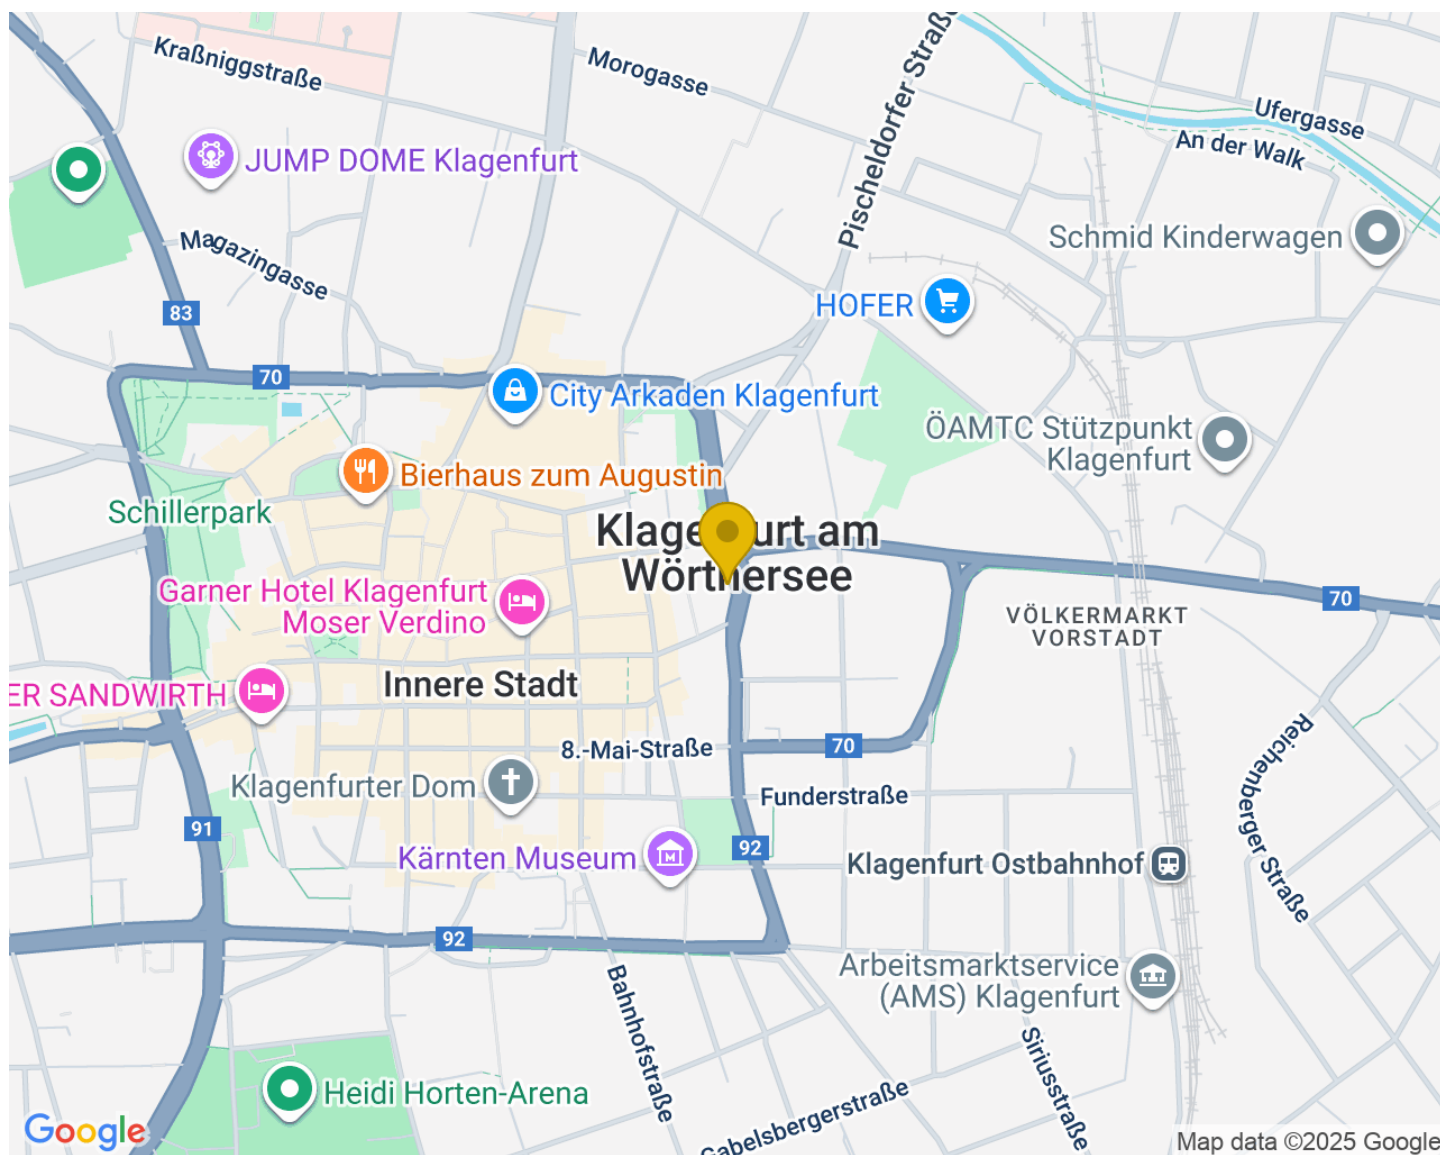 Kraßniggstraße
Morogasse
Pischeldorfer Straße
Ufergasse
An der Walk
JUMP DOME Klagenfurt
Magazingasse
Schmid Kinderwagen
83
HOFER
70
City Arkaden Klagenfurt
ÖAMTC Stützpunkt
Klagenfurt
Bierhaus zum Augustin
Schillerpark
Klagenfurt am
Wörthersee
Garner Hotel Klagenfurt
Moser Verdino
70
VÖLKERMARKT
VORSTADT
ER SANDWIRTH
Innere Stadt
8.-Mai-Straße
70
Reichenberger Straße
Klagenfurter Dom
Funderstraße
91
92
Kärnten Museum
Klagenfurt Ostbahnhof
92
Arbeitsmarktservice
(AMS) Klagenfurt
Bahnhofstraße
Siriusstraße
Heidi Horten-Arena
Gabelsbergerstraße
Google
Map data ©2025 Google